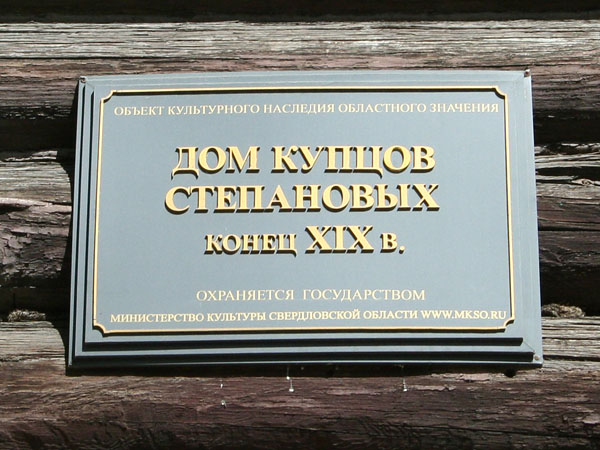 ОБЪЕКТ КУЛЬТУРНОГО НАСЛЕДИЯ ОБЛАСТНОГО ЗНАЧЕНИЯ
ДОМ КУПЦОВ
СТЕПАНОВЫХ
КОНЕЦ XIX В.
ОХРАНЯЕТСЯ ГОСУДАРСТВОМ
МИНИСТЕРСТВО КУЛЬТУРЫ СВЕРДЛОВСКОЙ ОБЛАСТИ WWW.MKSO.RU